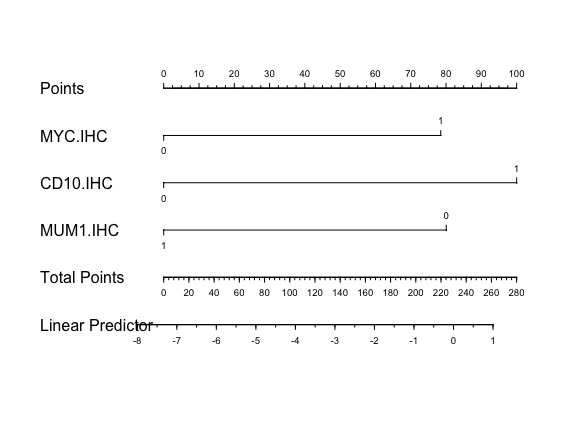 0 10 20 30 40 50 60 70 80 90 100
Points
1
MYC.IHC
0
1
CD10.IHC
0
0
MUM1.IHC
1
Total Points
0 20 40 60 80 100 120 140 160 180 200 220 240 260 280
Linear Predictor
-8 -7 -6 -5 -4 -3 -2 -1 0 1